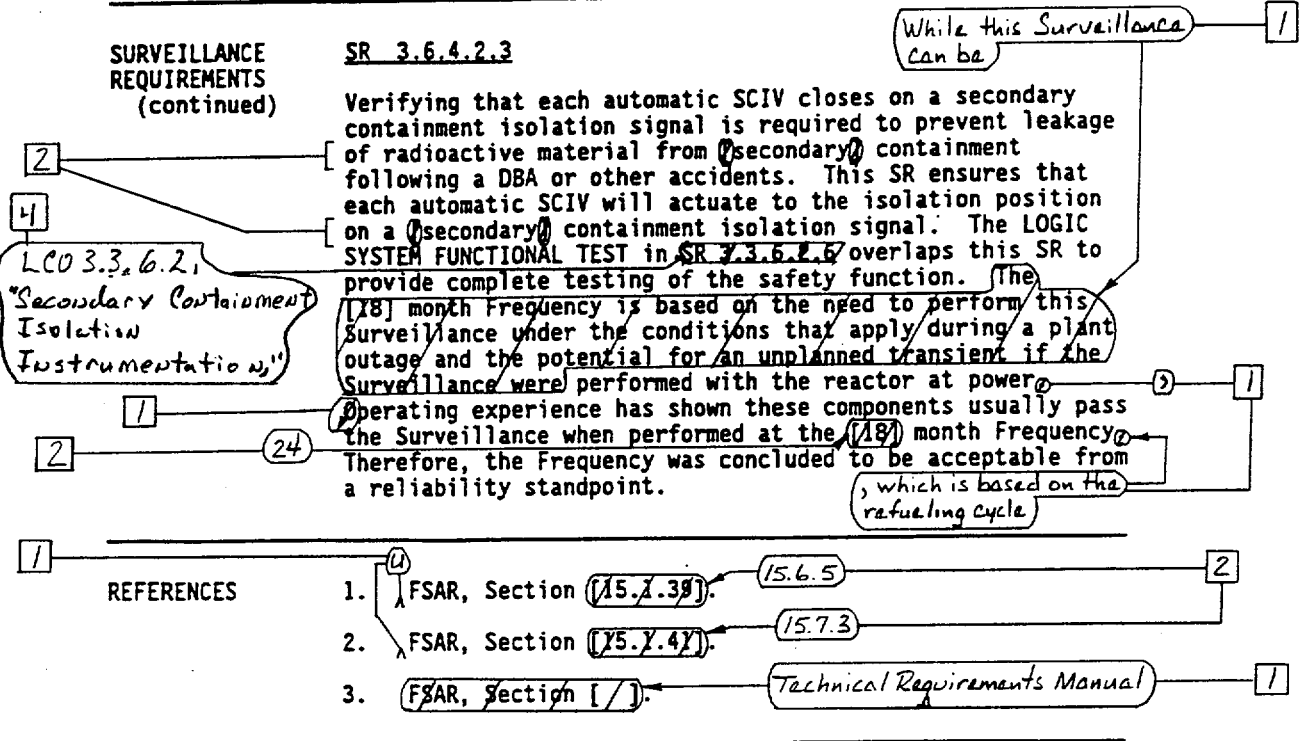 While this Surveillance 1
can be
SURVEILLANCE SR 3.6.4.2.3
REQUIREMENTS
(continued)
Verifying that each automatic SCIV closes on a secondary
containment isolation signal is required to prevent leakage
2 of radioactive material from [secondary] containment
following a DBA or other accidents. This SR ensures that
4 each automatic SCIV will actuate to the isolation position
on a [secondary] containment isolation signal. The LOGIC
LCO 3.3.6.2, SYSTEM FUNCTIONAL TEST in SR 3.3.6.2.6 overlaps this SR to
"Secondary Containment provide complete testing of the safety function. The
Isolation [18] month Frequency is based on the need to perform this
Instrumentation," Surveillance under the conditions that apply during a plant
outage and the potential for an unplanned transient if the
Surveillance were performed with the reactor at power. , 1
1 Operating experience has shown these components usually pass
2 24 the Surveillance when performed at the [18] month Frequency.
Therefore, the Frequency was concluded to be acceptable from
a reliability standpoint. , which is based on the
refueling cycle
1 U
REFERENCES 1. FSAR, Section [15.1.39]. 15.6.5 2
2. FSAR, Section [15.1.41]. 15.7.3
3. FSAR, Section [ ]. Technical Requirements Manual 1